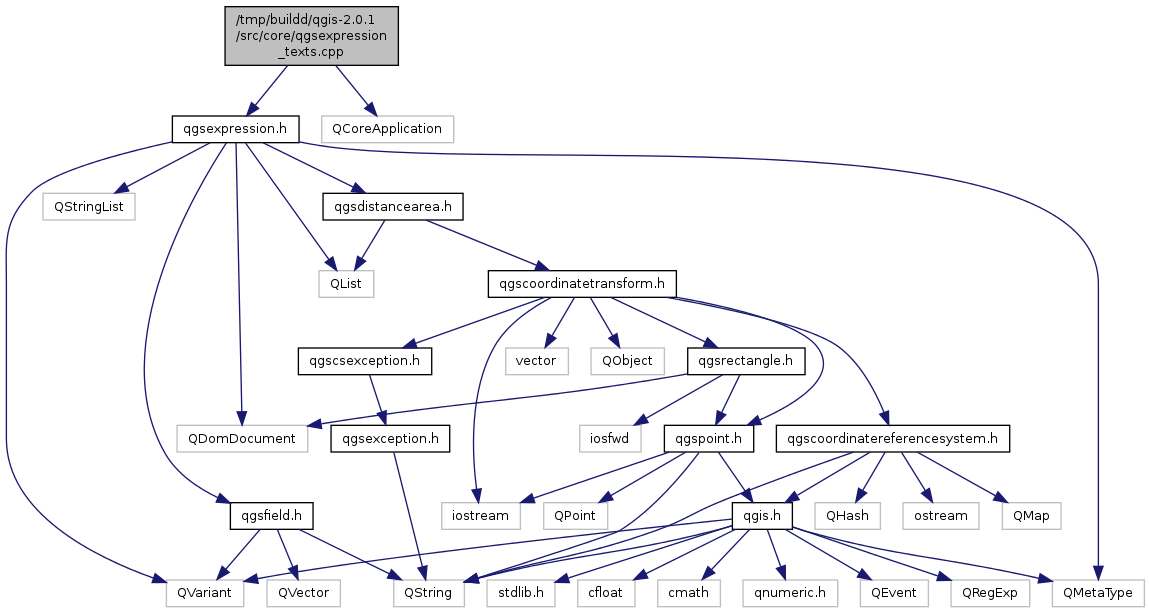 /tmp/buildd/qgis-2.0.1
/src/core/qgsexpression
_texts.cpp
qgsexpression.h
QCoreApplication
QStringList
qgsdistancearea.h
QList
qgscoordinatetransform.h
qgscsexception.h
vector
QObject
qgsrectangle.h
QDomDocument
qgsexception.h
iosfwd
qgspoint.h
qgscoordinatereferencesystem.h
qgsfield.h
iostream
QPoint
qgis.h
QHash
ostream
QMap
QVariant
QVector
QString
stdlib.h
cfloat
cmath
qnumeric.h
QEvent
QRegExp
QMetaType